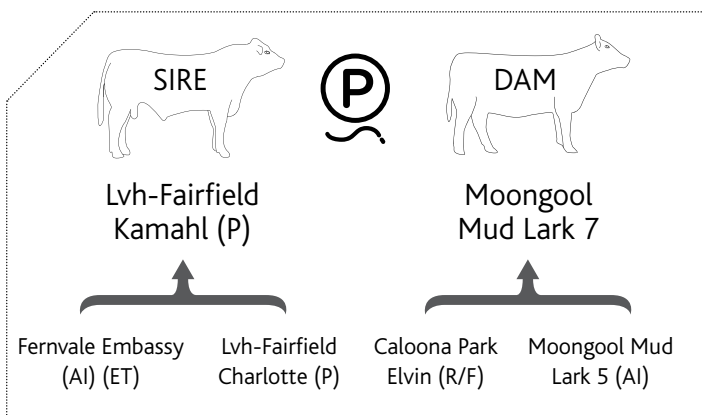 SIRE
P
DAM
Lvh-Fairfield
Kamahl (P)
Moongool
Mud Lark 7
Fernvale Embassy
(AI) (ET)
Lvh-Fairfield
Charlotte (P)
Caloona Park
Elvin (R/F)
Moongool Mud
Lark 5 (AI)